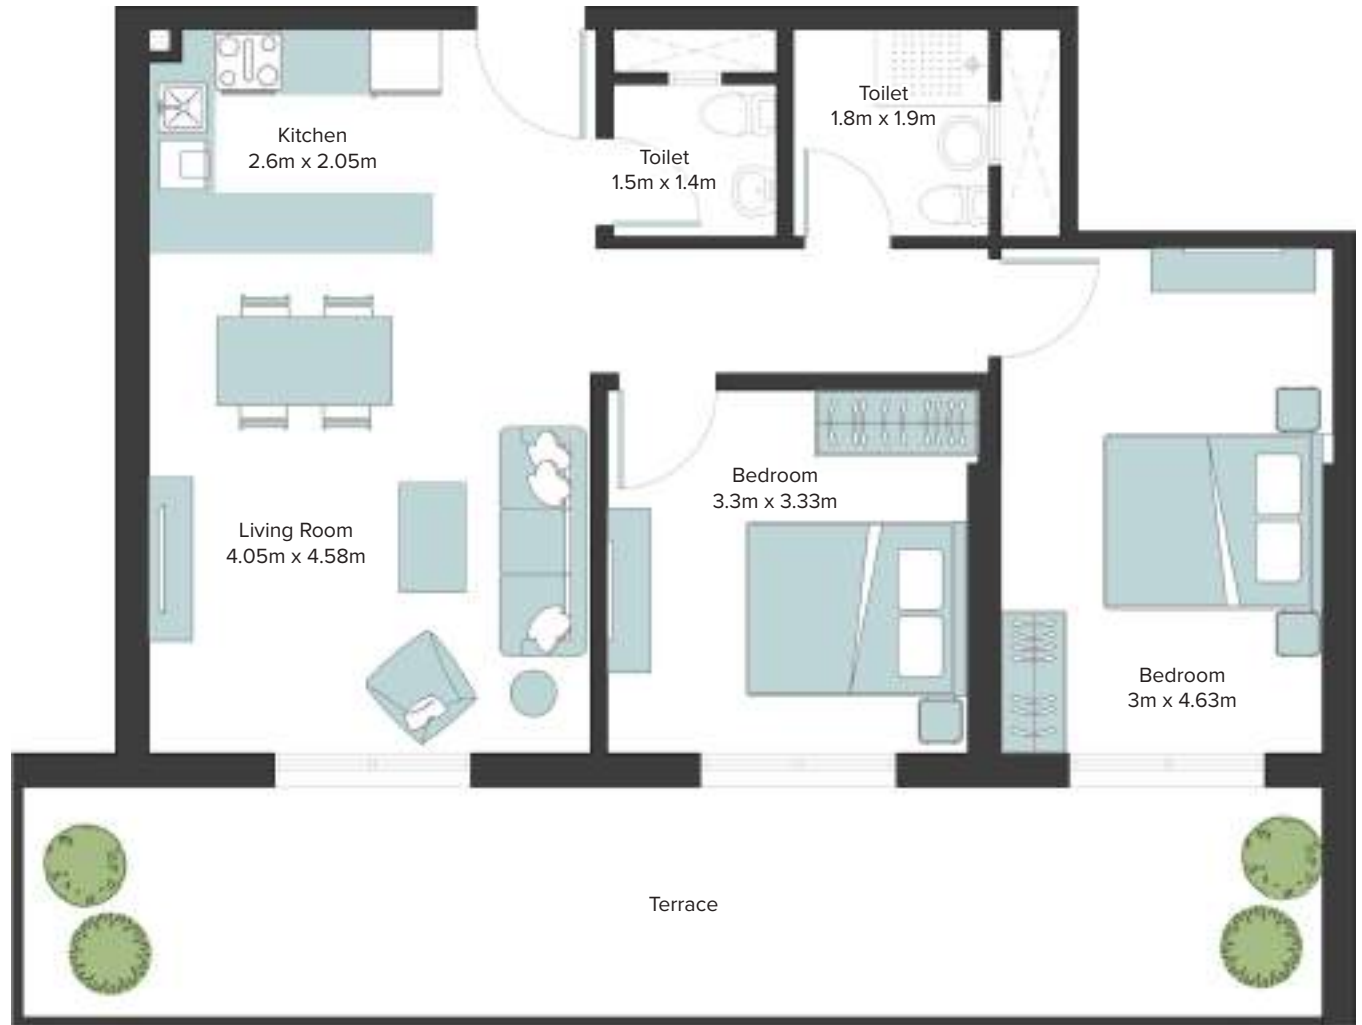 Kitchen
2.6m x 2.05m
Toilet
1.5m x 1.4m
Toilet
1.8m x 1.9m
Living Room
4.05m x 4.58m
Bedroom
3.3m x 3.33m
Bedroom
3m x 4.63m
Terrace